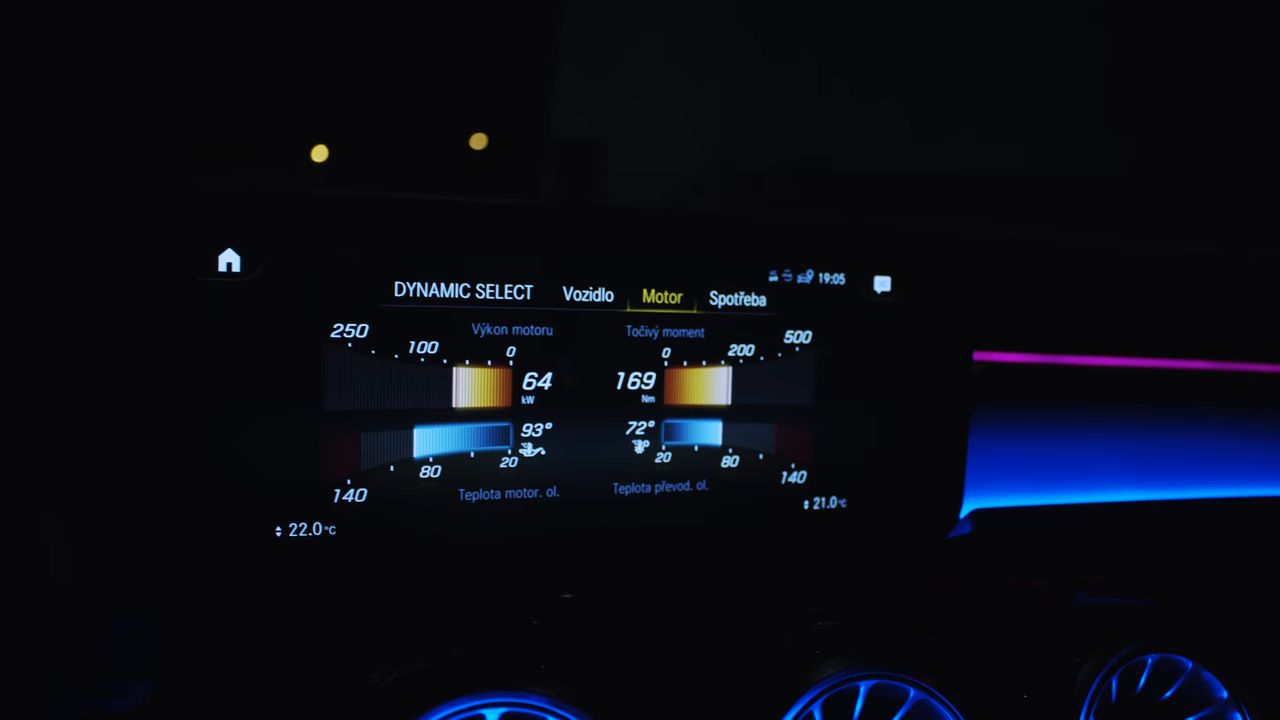 19:05
DYNAMIC SELECT Vozidlo Motor Spotřeba
Výkon motoru Točivý moment
250 100 0 0 200 500
64 kW 169 Nm
93° 72°
140 80 20 20 80 140
Teplota motor. ol. Teplota převod. ol.
22.0 °C 21.0 °C